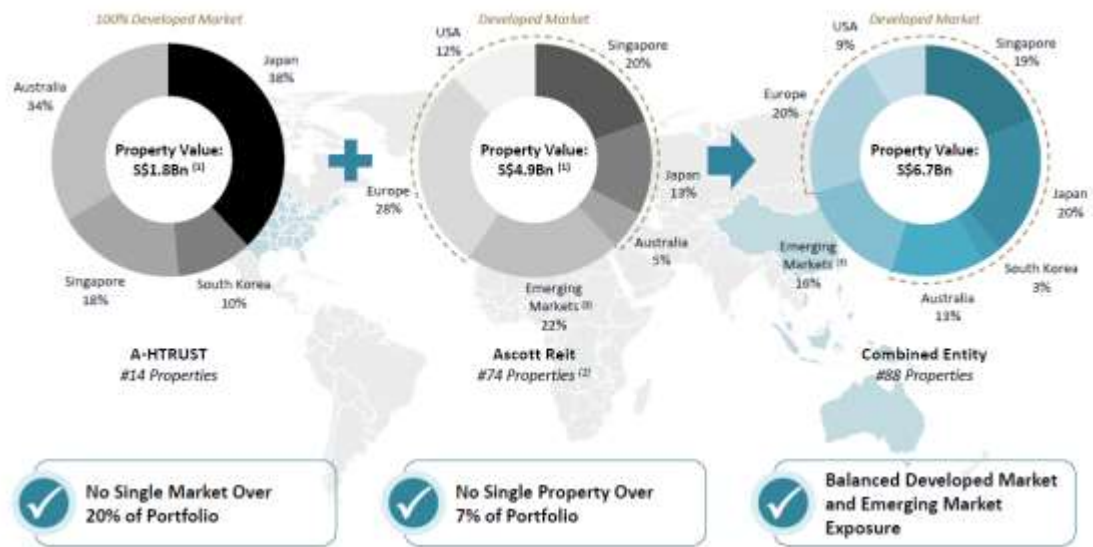 100% Developed Market
Japan
38%
Australia
34%
Property Value:
S$1.8Bn (1)
Singapore
18%
South Korea
10%
A-HTRUST
#14 Properties
Developed Market
USA
12%
Singapore
20%
Property Value:
S$4.9Bn (1)
Europe
28%
Japan
13%
Australia
5%
Emerging
Markets (3)
22%
Ascott Reit
#74 Properties (2)
Developed Market
USA
9%
Singapore
19%
Europe
20%
Property Value:
S$6.7Bn
Japan
20%
Emerging
Markets (3)
16%
South Korea
3%
Australia
13%
Combined Entity
#88 Properties
No Single Market Over
20% of Portfolio
No Single Property Over
7% of Portfolio
Balanced Developed Market
and Emerging Market
Exposure